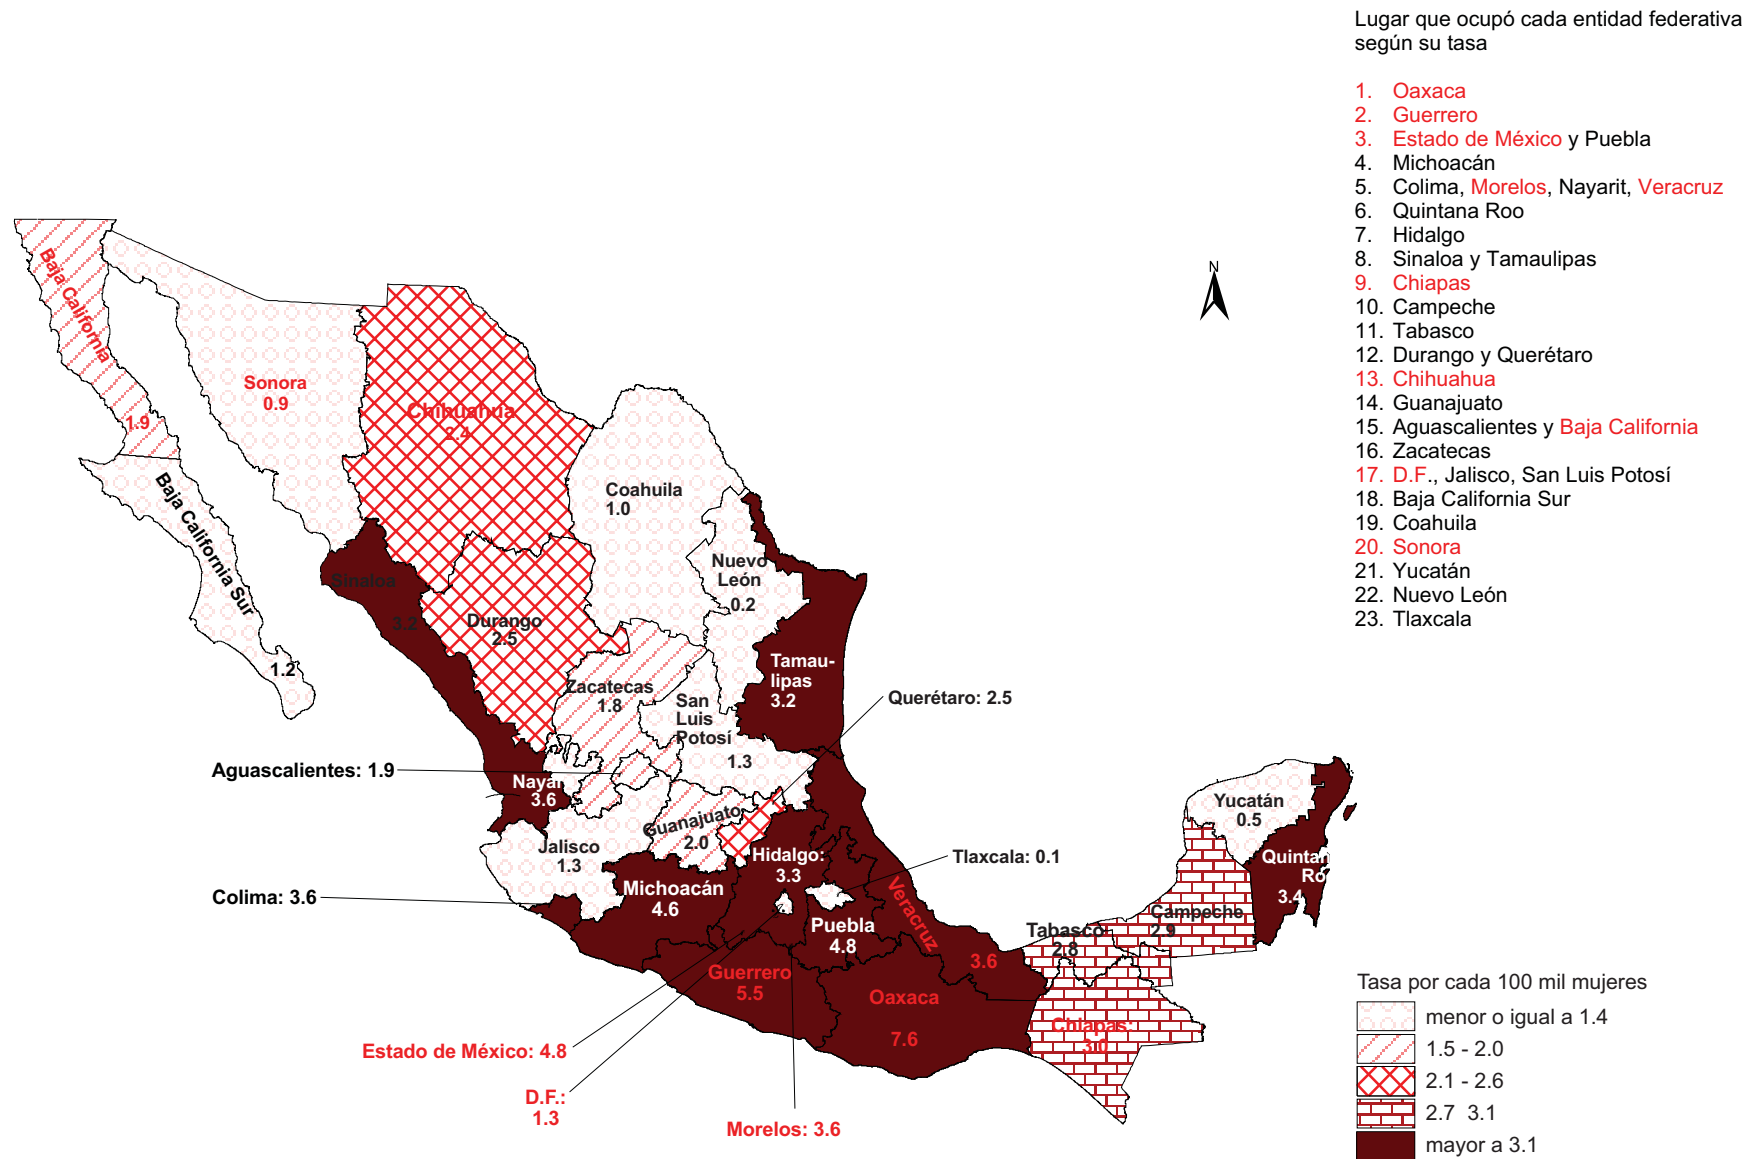 Lugar que ocupó cada entidad federativa
según su tasa
1. Oaxaca
2. Guerrero
3. Estado de México y Puebla
4. Michoacán
5. Colima, Morelos, Nayarit, Veracruz
6. Quintana Roo
7. Hidalgo
8. Sinaloa y Tamaulipas
9. Chiapas
10. Campeche
11. Tabasco
12. Durango y Querétaro
13. Chihuahua
14. Guanajuato
15. Aguascalientes y Baja California
16. Zacatecas
17. D.F., Jalisco, San Luis Potosí
18. Baja California Sur
19. Coahuila
20. Sonora
21. Yucatán
22. Nuevo León
23. Tlaxcala
N
Baja California
1.9
Sonora
0.9
Chihuahua
2.4
Coahuila
1.0
Baja California Sur
1.2
Nuevo
León
0.2
Sinaloa
3.2
Durango
2.5
Tamau-
lipas
3.2
Zacatecas
1.8
San
Luis
Potosí
1.3
Querétaro: 2.5
Aguascalientes: 1.9
Nayar
3.6
Guanajuato
2.0
Jalisco
1.3
Hidalgo:
3.3
Tlaxcala: 0.1
Yucatán
0.5
Quintan
Ro
3.4
Colima: 3.6
Michoacán
4.6
Puebla
4.8
Veracruz
3.6
Tabasco
2.8
Campeche
2.9
Guerrero
5.5
Oaxaca
7.6
Chiapas:
3.0
Estado de México: 4.8
D.F.:
1.3
Morelos: 3.6
Tasa por cada 100 mil mujeres
menor o igual a 1.4
1.5 - 2.0
2.1 - 2.6
2.7 3.1
mayor a 3.1